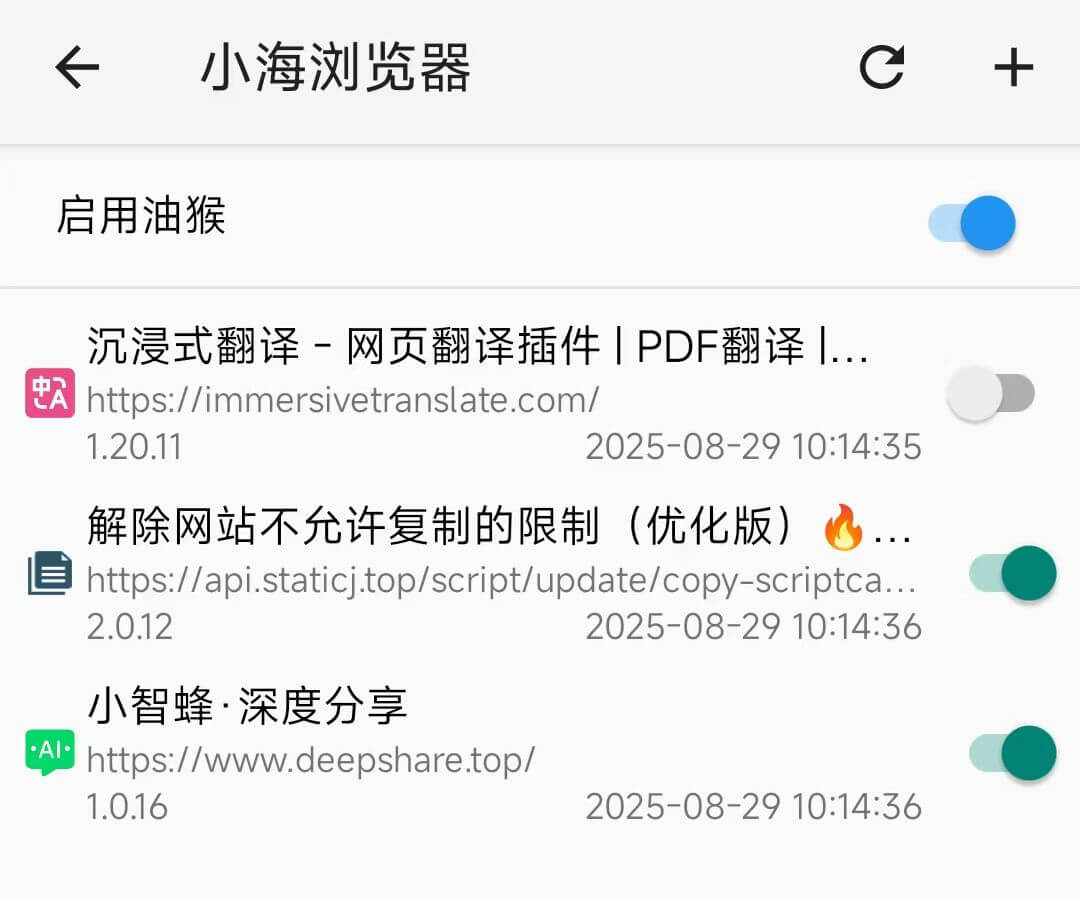 小海浏览器
启用油猴
沉浸式翻译 - 网页翻译插件 | PDF翻译 |...
中A
https://immersivetranslate.com/
1.20.11 2025-08-29 10:14:35
解除网站不允许复制的限制（优化版）🔥...
https://api.staticj.top/script/update/copy-scriptca...
2.0.12 2025-08-29 10:14:36
小智蜂·深度分享
·AI·
https://www.deepshare.top/
1.0.16 2025-08-29 10:14:36